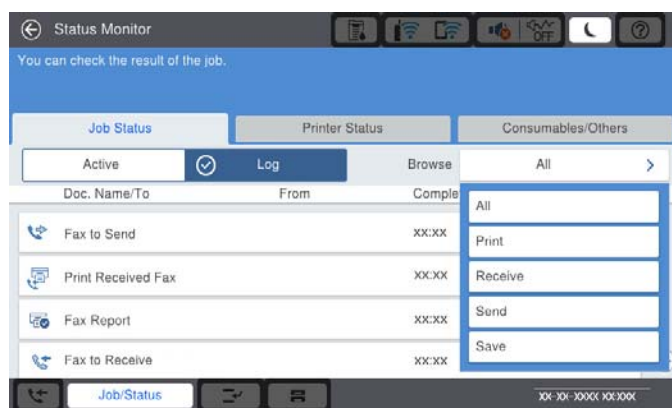 Status Monitor
OFF
You can check the result of the job.
Job Status
Printer Status
Consumables/Others
Active
Log
Browse
All
Doc. Name/To
From
Comple
All
Fax to Send
XX:XX
Print
Print Received Fax
XX:XX
Receive
Fax Report
XX:XX
Send
Fax to Receive
XX:XX
Save
Job/Status
XX-XX-XXXX XX:XXX